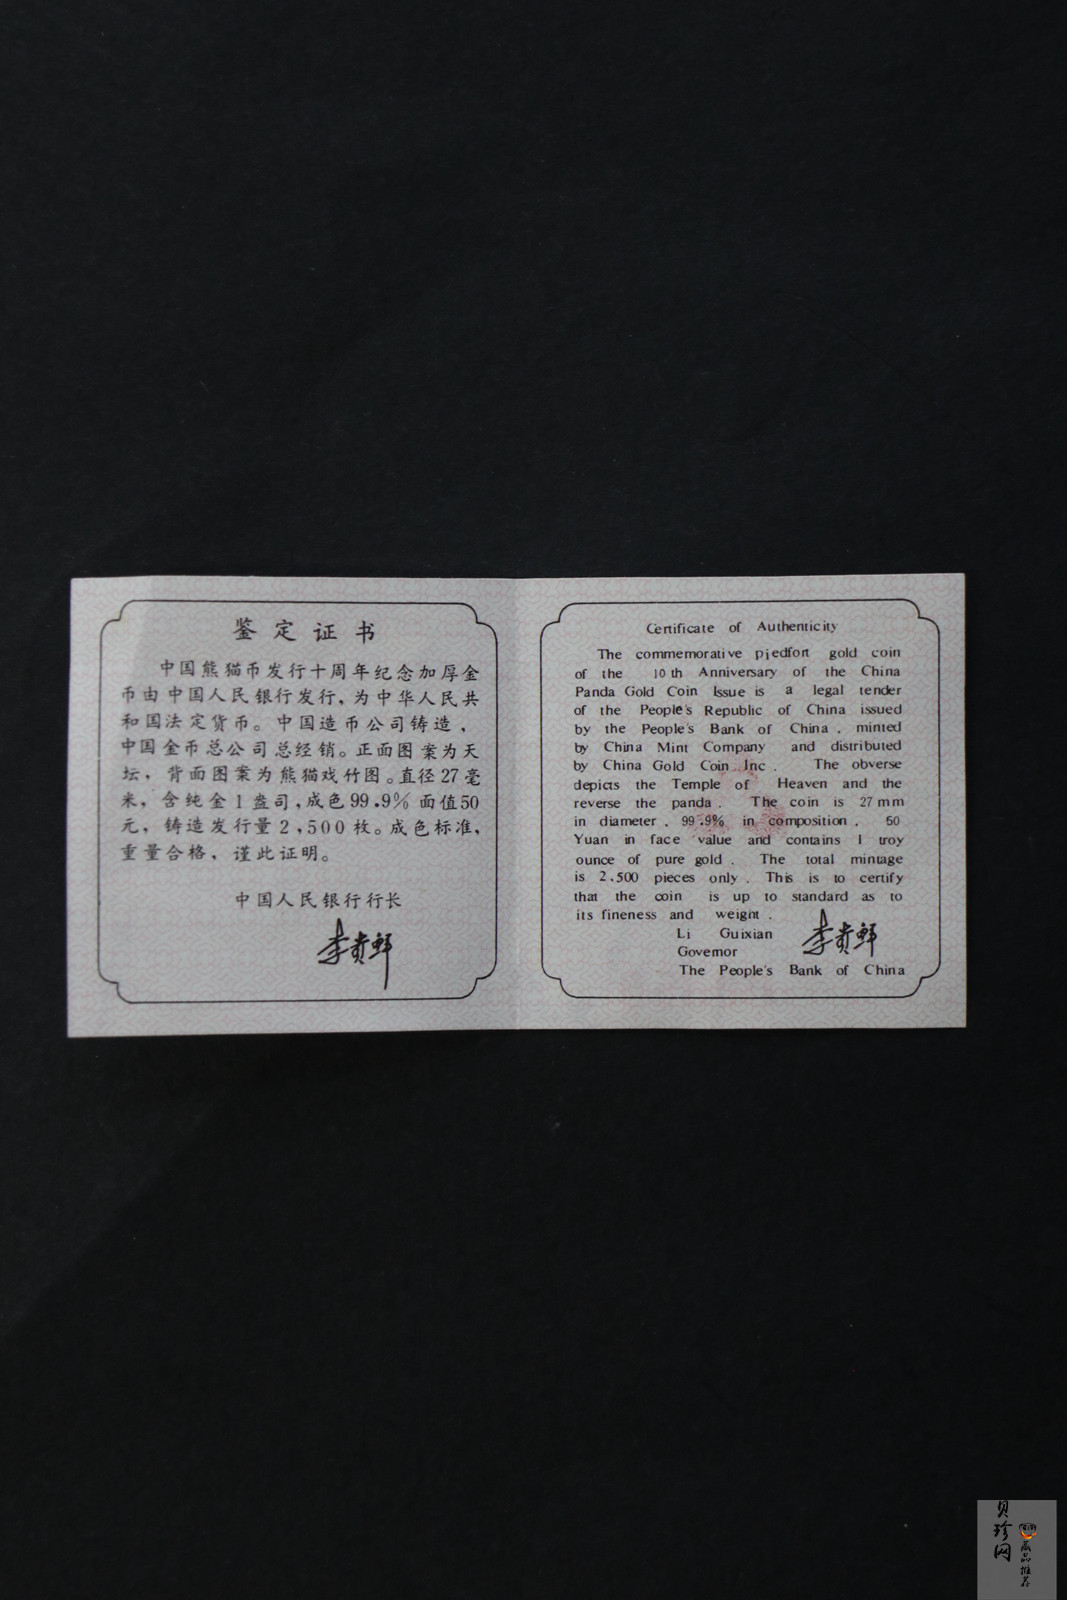 鉴定证书
中国熊猫币发行十周年纪念加厚金
币由中国人民银行发行，为中华人民共
和国法定货币。中国造币公司铸造，
中国金币总公司总经销。正面图案为天
坛，背面图案为熊猫戏竹图。直径27毫
米，含纯金1盎司，成色99.9%面值50
元，铸造发行量2,500枚。成色标准，
重量合格，谨此证明。
中国人民银行行长
李贵鲜
Certificate of Authenticity
The commemorative piedfort gold coin
of the 10th Anniversary of the China
Panda Gold Coin Issue is a legal tender
of the People's Republic of China issued
by the People's Bank of China, minted
by China Mint Company and distributed
by China Gold Coin Inc. The obverse
depicts the Temple of Heaven and the
reverse the panda. The coin is 27mm
in diameter, 99.9% in composition, 50
Yuan in face value and contains 1 troy
ounce of pure gold. The total mintage
is 2,500 pieces only. This is to certify
that the coin is up to standard as to
its fineness and weight.
Li Guixian
李贵鲜
Governor
The People's Bank of China
贝珍网
藏品推荐